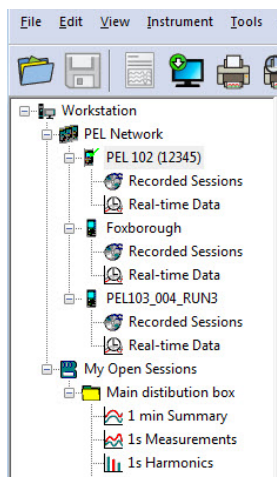 File Edit View Instrument Tools
Workstation
PEL Network
PEL 102 (12345)
Recorded Sessions
Real-time Data
Foxborough
Recorded Sessions
Real-time Data
PEL103_004_RUN3
Recorded Sessions
Real-time Data
My Open Sessions
Main distibution box
1 min Summary
1s Measurements
1s Harmonics